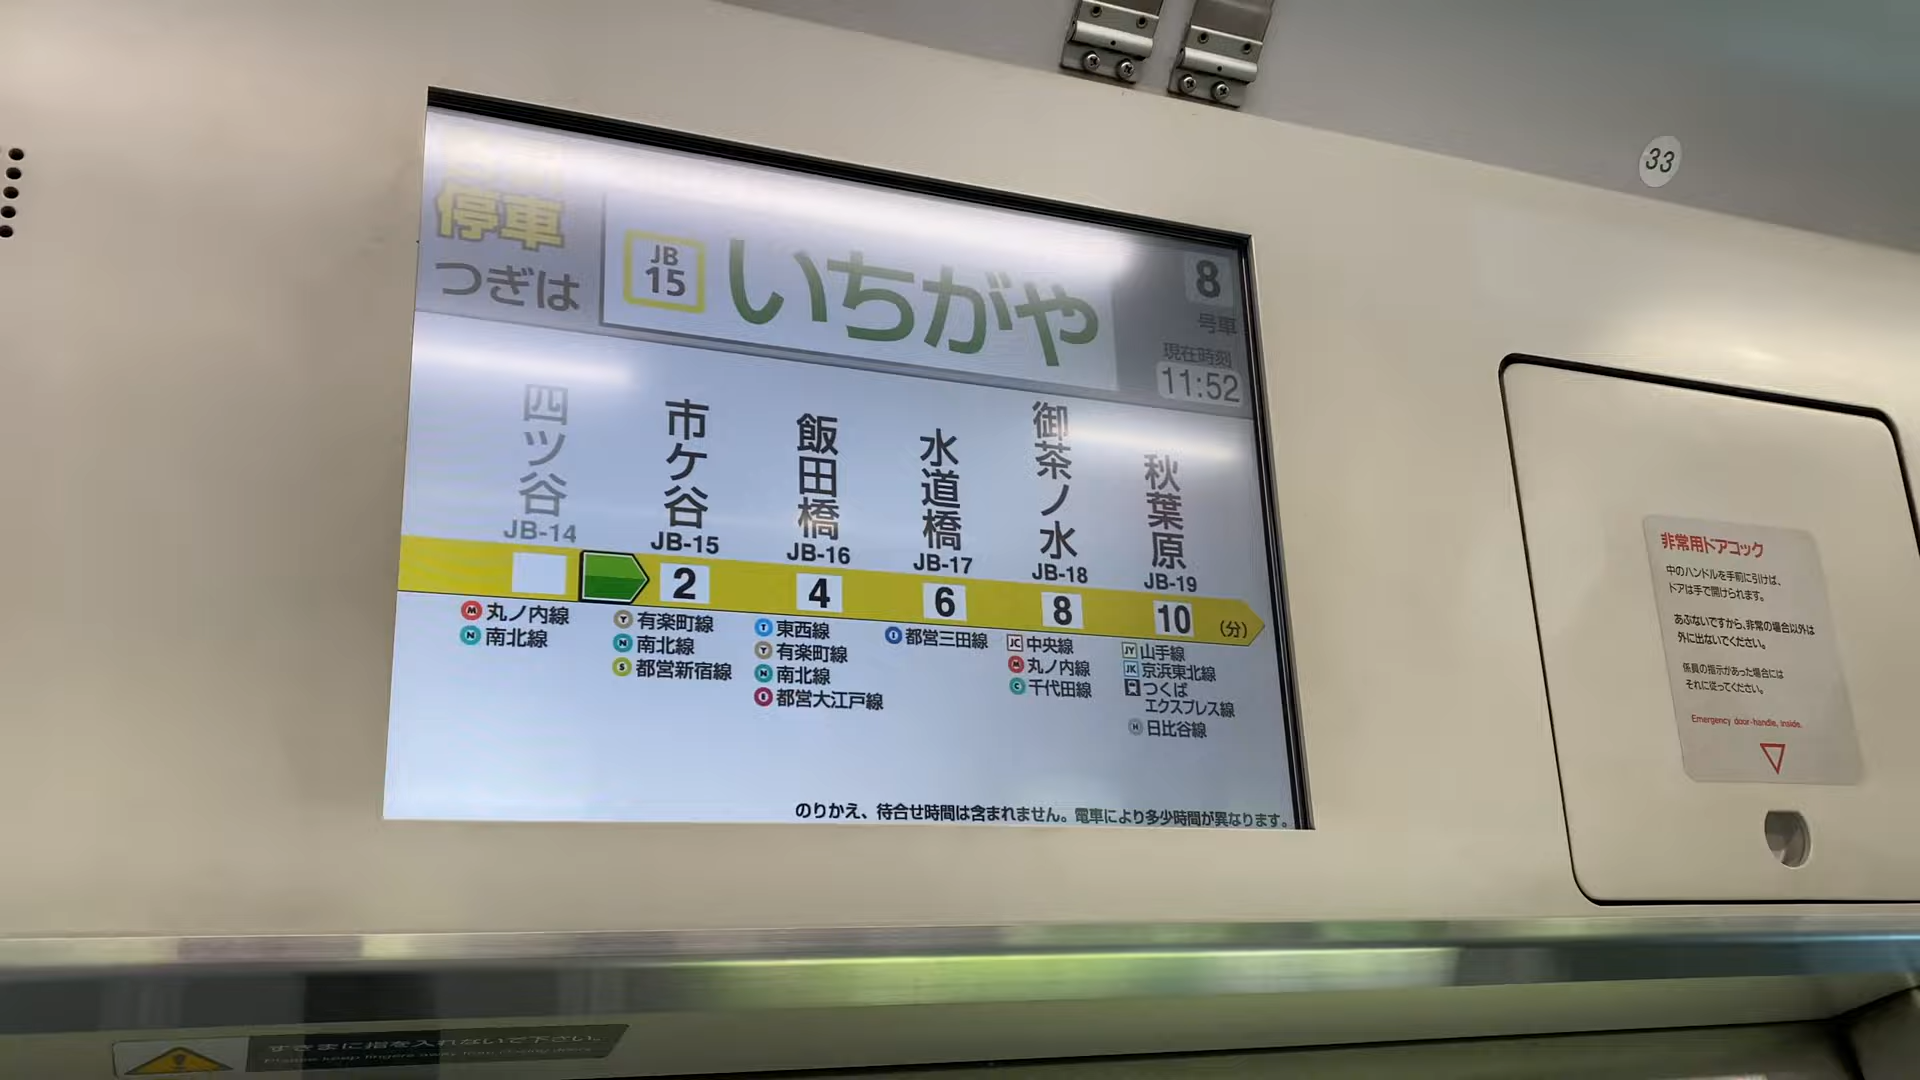 停車
つぎは
JB
15
いちがや
8
号車
現在時刻
11:52
四ツ谷
JB-14
市ケ谷
JB-15
飯田橋
JB-16
水道橋
JB-17
御茶ノ水
JB-18
秋葉原
JB-19
2
4
6
8
10
(分)
M 丸ノ内線
N 南北線
Y 有楽町線
N 南北線
S 都営新宿線
T 東西線
Y 有楽町線
N 南北線
E 都営大江戸線
I 都営三田線
JC 中央線
M 丸ノ内線
C 千代田線
JY 山手線
JK 京浜東北線
つくば
エクスプレス線
H 日比谷線
のりかえ、待合せ時間は含まれません。電車により多少時間が異なります。
33
非常用ドアコック
中のハンドルを手前に引けば、
ドアは手で開けられます。
あぶないですから、非常の場合以外は
外に出ないでください。
係員の指示があった場合には
それに従ってください。
Emergency door-handle, inside.
すきまに指を入れないで下さい。